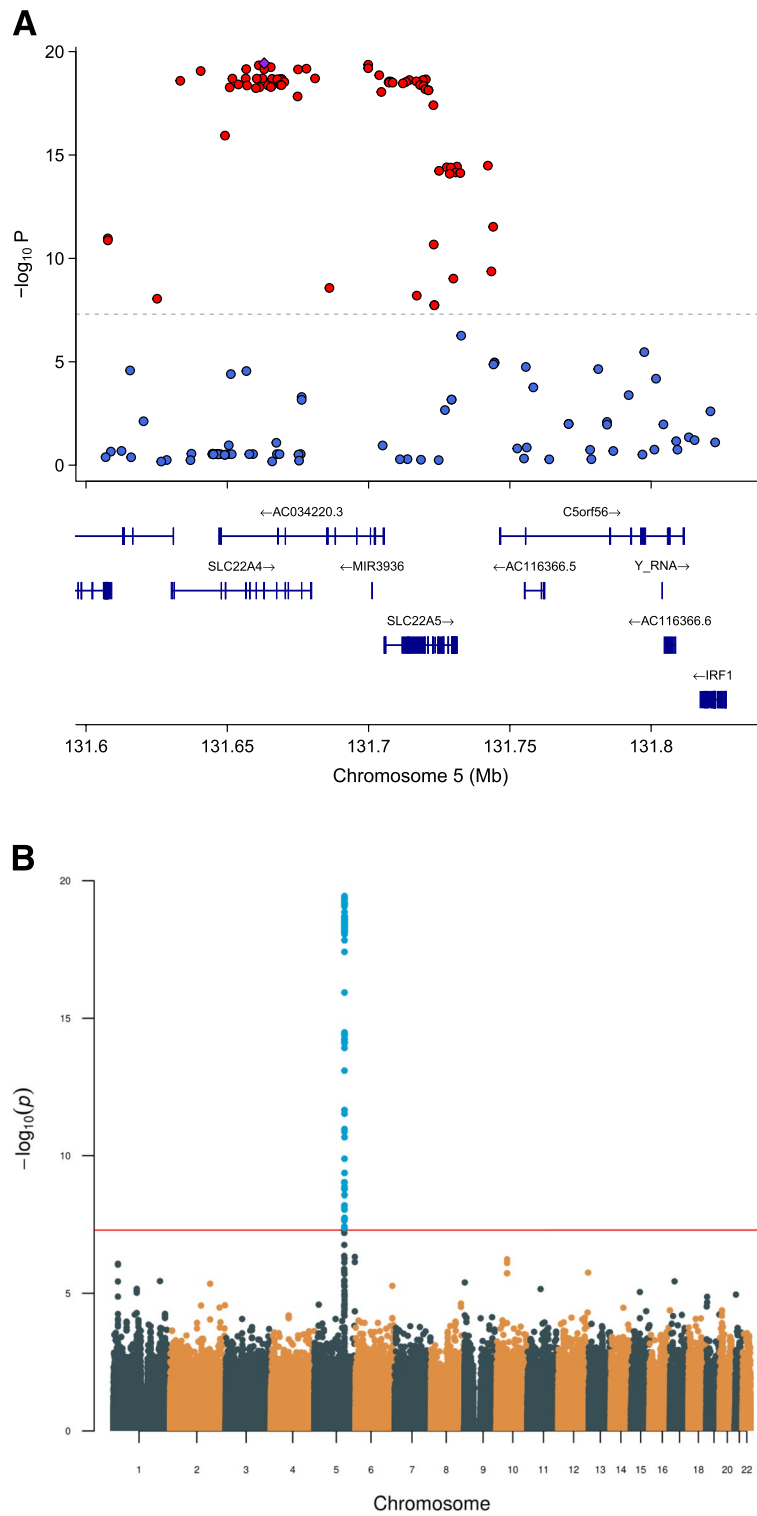 A
20
15
10
5
0
−log10 P
←AC034220.3
C5orf56→
SLC22A4→
←MIR3936
←AC116366.5
Y_RNA→
SLC22A5→
←AC116366.6
←IRF1
131.6 131.65 131.7 131.75 131.8
Chromosome 5 (Mb)
B
20
15
10
5
0
−log10(p)
1 2 3 4 5 6 7 8 9 10 11 12 13 14 15 16 18 20 22
Chromosome